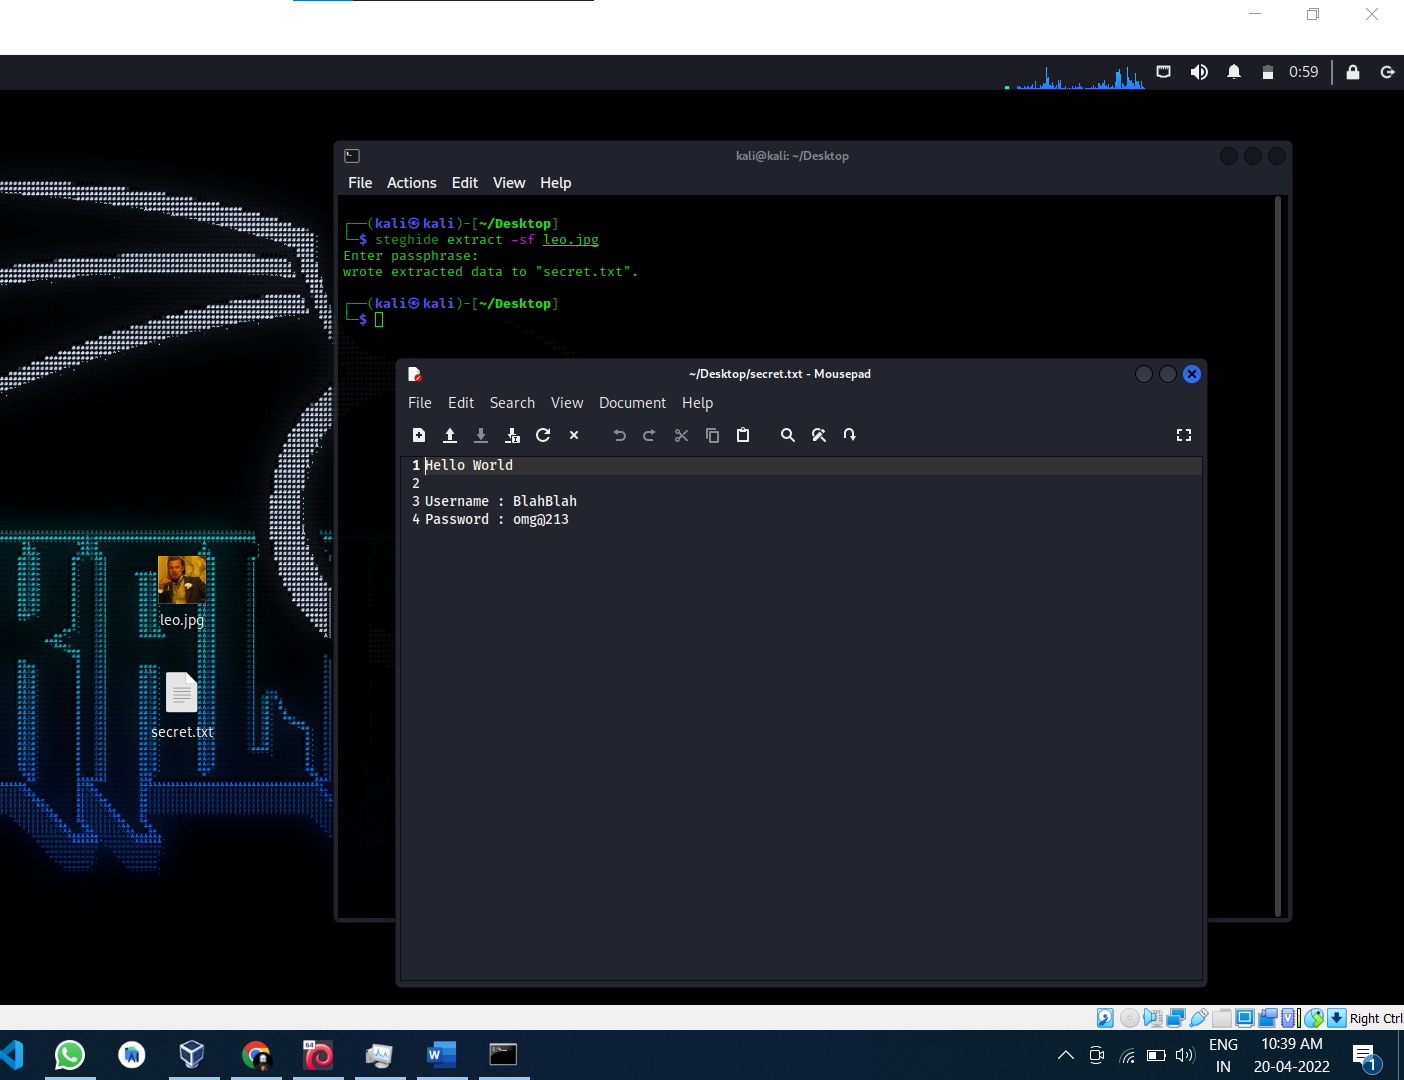 0:59
kali@kali: ~/Desktop
File Actions Edit View Help
┌──(kali㉿kali)-[~/Desktop]
└─$ steghide extract -sf leo.jpg
Enter passphrase:
wrote extracted data to "secret.txt".
┌──(kali㉿kali)-[~/Desktop]
└─$
~/Desktop/secret.txt - Mousepad
File Edit Search View Document Help
1 Hello World
2
3 Username : BlahBlah
4 Password : omg@213
leo.jpg
secret.txt
Right Ctrl
64
W
ENG
IN
10:39 AM
20-04-2022
1